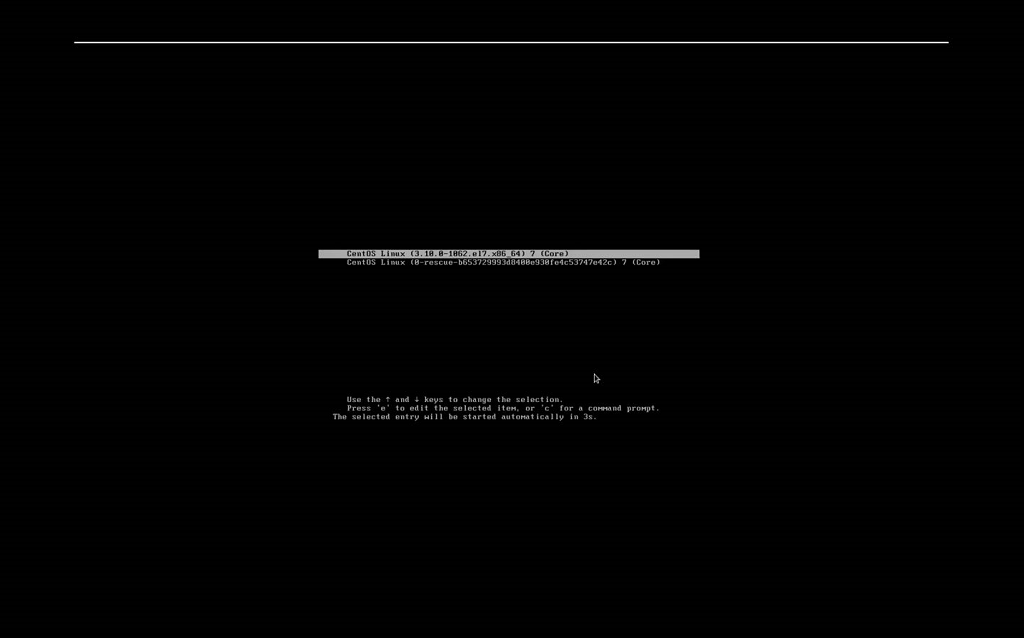 CentOS Linux (3.10.0-1062.el7.x86_64) 7 (Core)
CentOS Linux (0-rescue-b653729993d8400e930fe4c53747e42c) 7 (Core)
Use the ↑ and ↓ keys to change the selection.
Press 'e' to edit the selected item, or 'c' for a command prompt.
The selected entry will be started automatically in 3s.